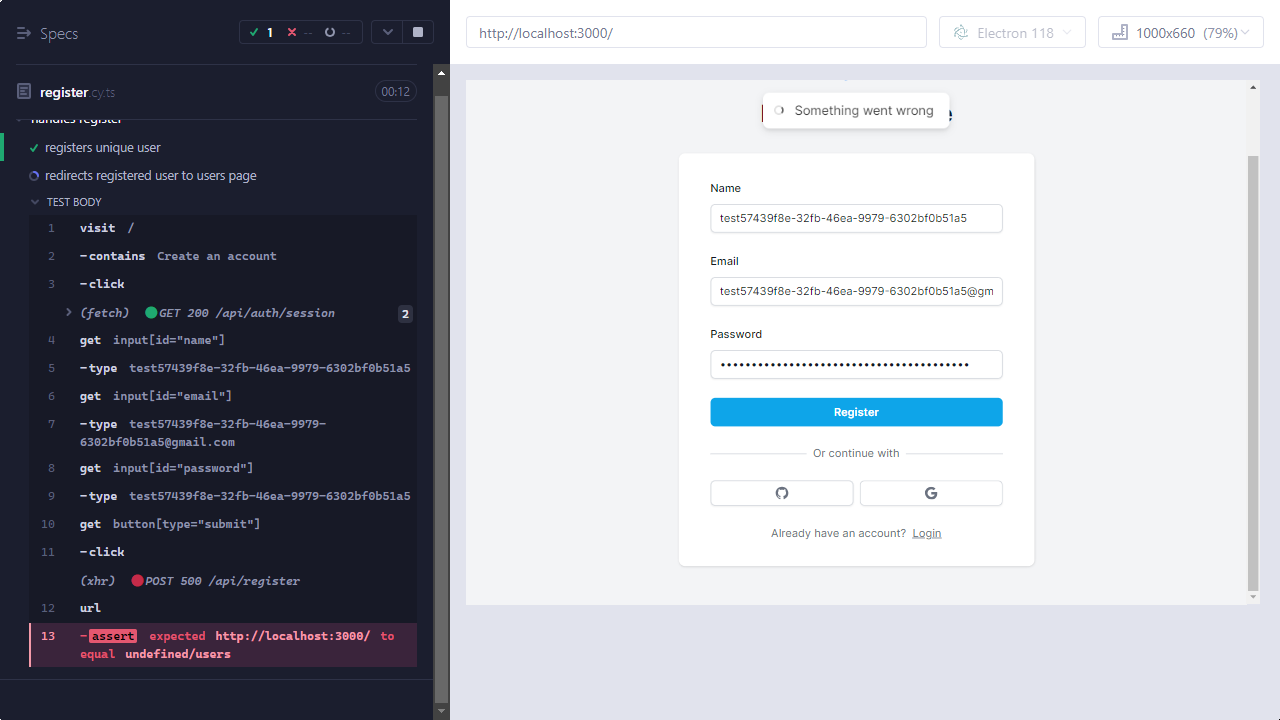 Specs
1
--
--
register.cy.ts
00:12
handles register
registers unique user
redirects registered user to users page
TEST BODY
1 visit /
2 -contains Create an account
3 -click
(fetch) GET 200 /api/auth/session 2
4 get input[id="name"]
5 -type test57439f8e-32fb-46ea-9979-6302bf0b51a5
6 get input[id="email"]
7 -type test57439f8e-32fb-46ea-9979-
6302bf0b51a5@gmail.com
8 get input[id="password"]
9 -type test57439f8e-32fb-46ea-9979-6302bf0b51a5
10 get button[type="submit"]
11 -click
(xhr) POST 500 /api/register
12 url
13 -assert expected http://localhost:3000/ to
equal undefined/users
http://localhost:3000/
Electron 118
1000x660 (79%)
Something went wrong
Name
test57439f8e-32fb-46ea-9979-6302bf0b51a5
Email
test57439f8e-32fb-46ea-9979-6302bf0b51a5@gm
Password
Register
Or continue with
Already have an account? Login